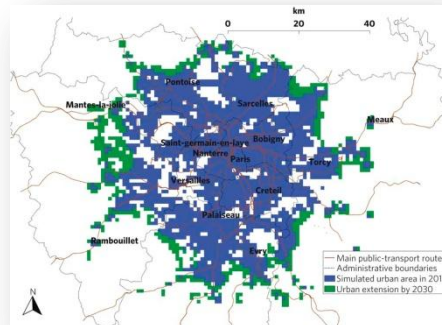 km
0 20 40
Pontoise
Mantes-la-jolie
Sarcelles
Meaux
Saint-germain-en-laye
Bobigny
Nanterre
Paris
Torcy
Versailles
Creteil
Palaiseau
Rambouillet
Evry
N
Main public-transport route
Administrative boundaries
Simulated urban area in 201
Urban extension by 2030